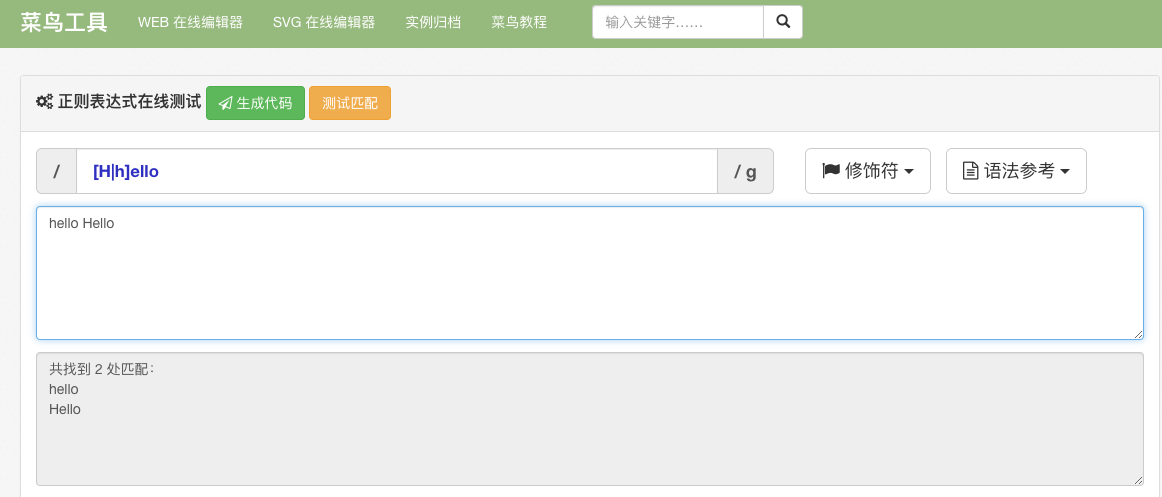 菜鸟工具 WEB 在线编辑器 SVG 在线编辑器 实例归档 菜鸟教程 输入关键字……
正则表达式在线测试 生成代码 测试匹配
/ [H|h]ello / g 修饰符 语法参考
hello Hello
共找到 2 处匹配：
hello
Hello